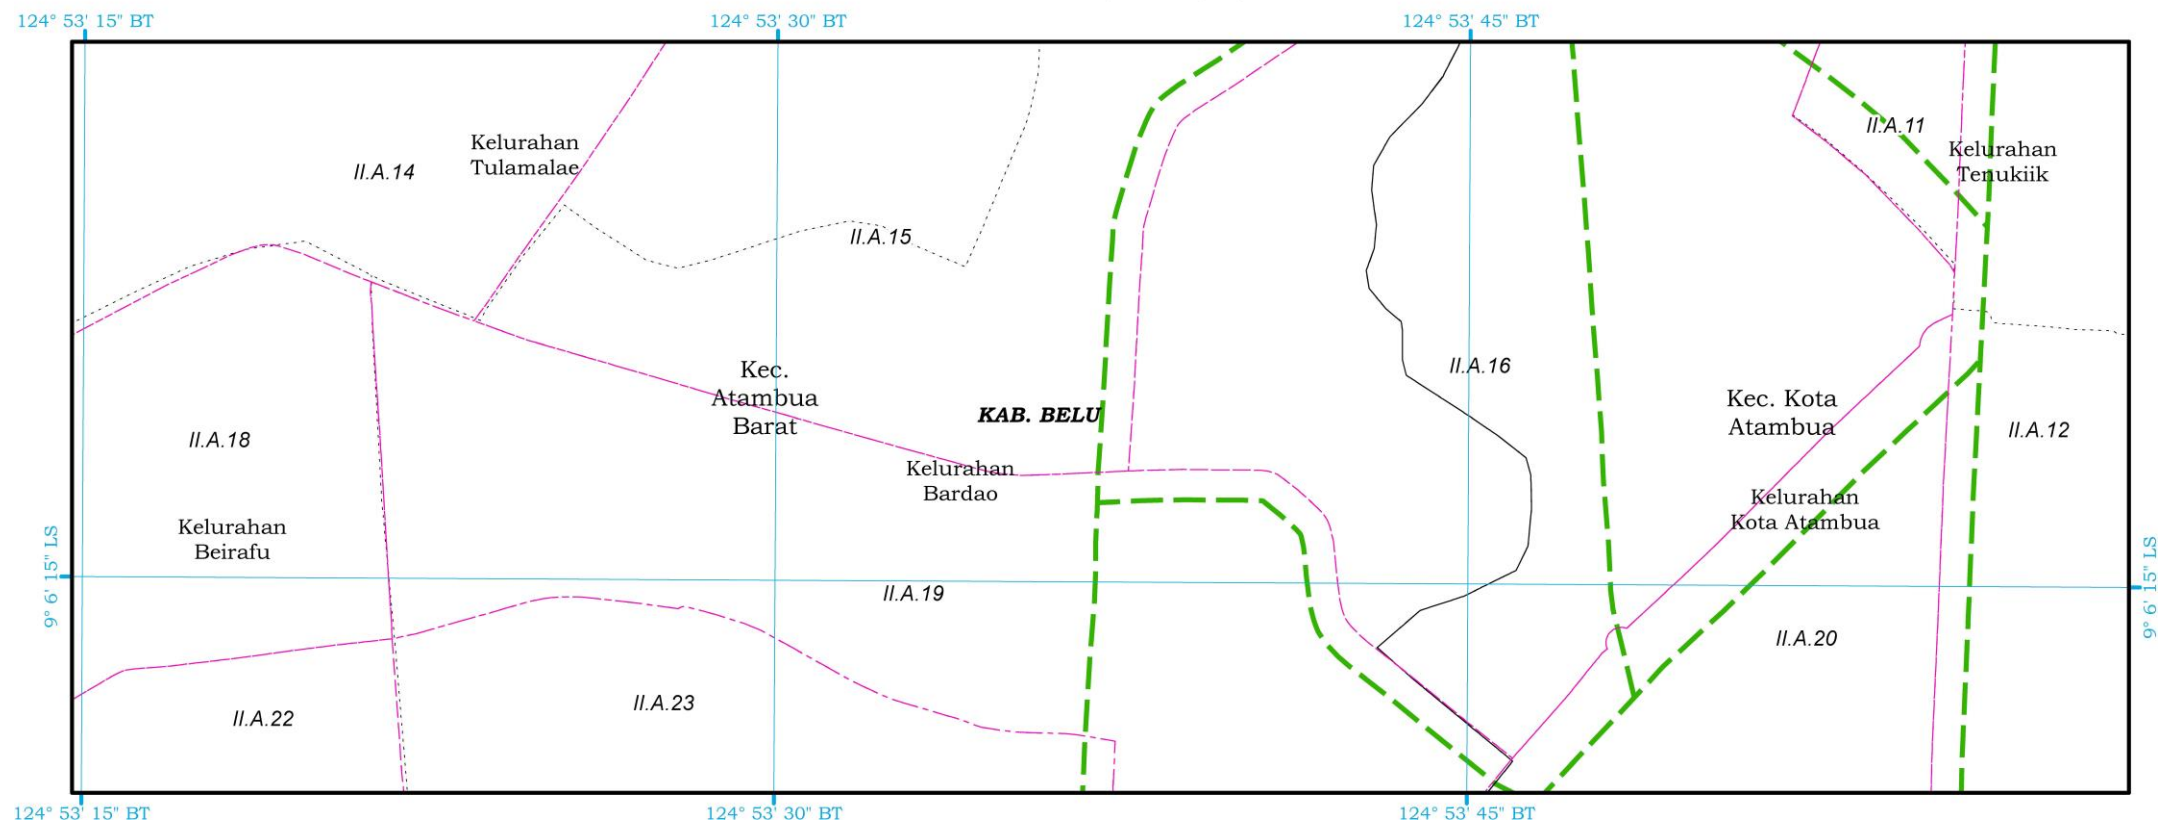 124° 53' 15" BT
124° 53' 30" BT
124° 53' 45" BT
II.A.11
Kelurahan
Tulamalae
Kelurahan
Tenukiik
II.A.14
II.A.15
II.A.16
Kec.
Atambua
Barat
KAB. BELU
Kec. Kota
Atambua
II.A.12
II.A.18
Kelurahan
Bardao
Kelurahan
Kota Atambua
Kelurahan
Beirafu
9° 6' 15" LS
9° 6' 15" LS
II.A.19
II.A.20
II.A.22
II.A.23
124° 53' 15" BT
124° 53' 30" BT
124° 53' 45" BT